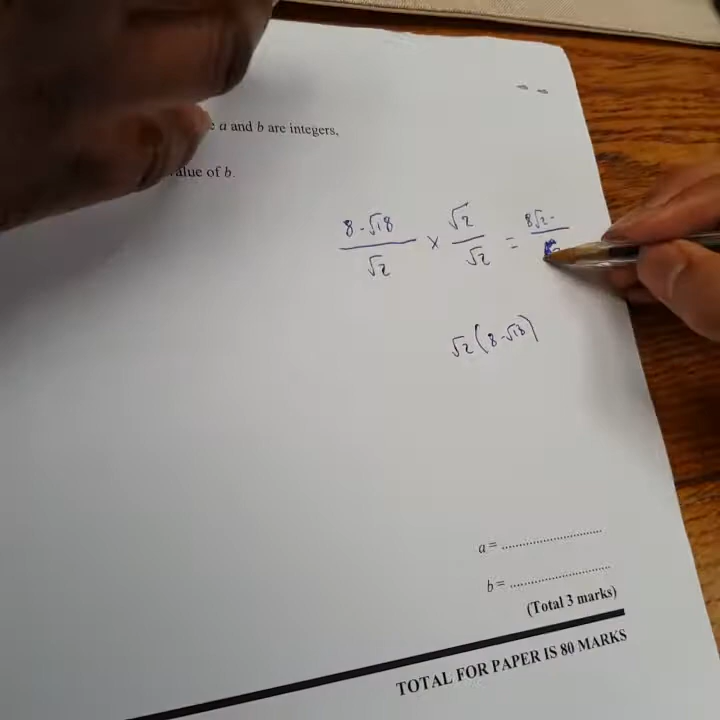 a and b are integers,
alue of b.
8-√18 / √2 × √2 / √2 = 8√2-
√2(8-√18)
a = ..............................
b = ..............................
(Total 3 marks)
TOTAL FOR PAPER IS 80 MARKS